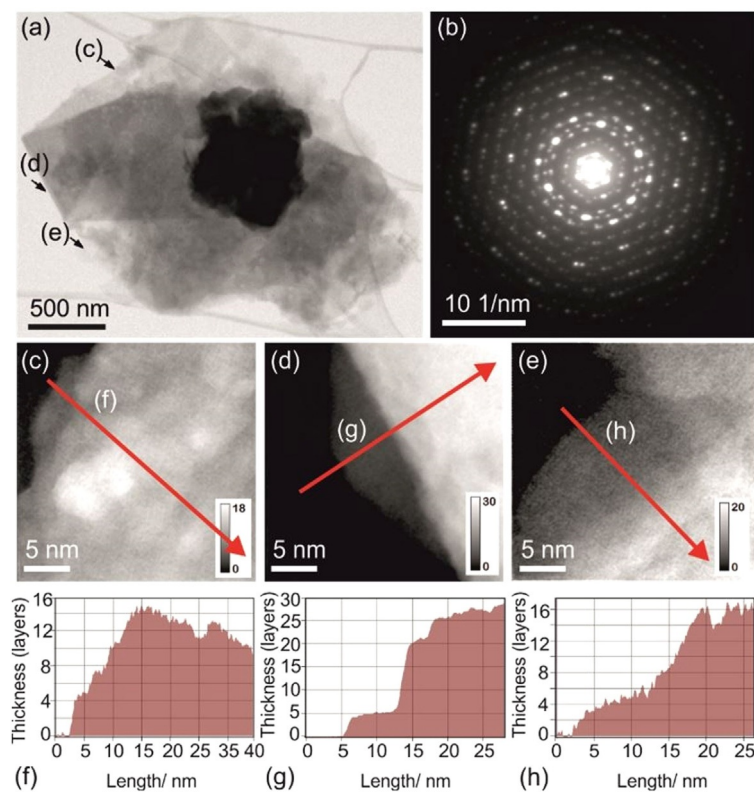 (a)
(c)
(d)
(e)
500 nm
(b)
10 1/nm
(c)
(f)
18
0
5 nm
(d)
(g)
30
0
5 nm
(e)
(h)
20
0
5 nm
Thickness (layers)
16
12
8
4
0
0 5 10 15 20 25 35 40
(f) Length/ nm
Thickness (layers)
30
25
20
15
10
5
0
0 5 10 15 20 25
(g) Length/ nm
Thickness (layers)
16
12
8
4
0
0 5 10 15 20 25
(h) Length/ nm